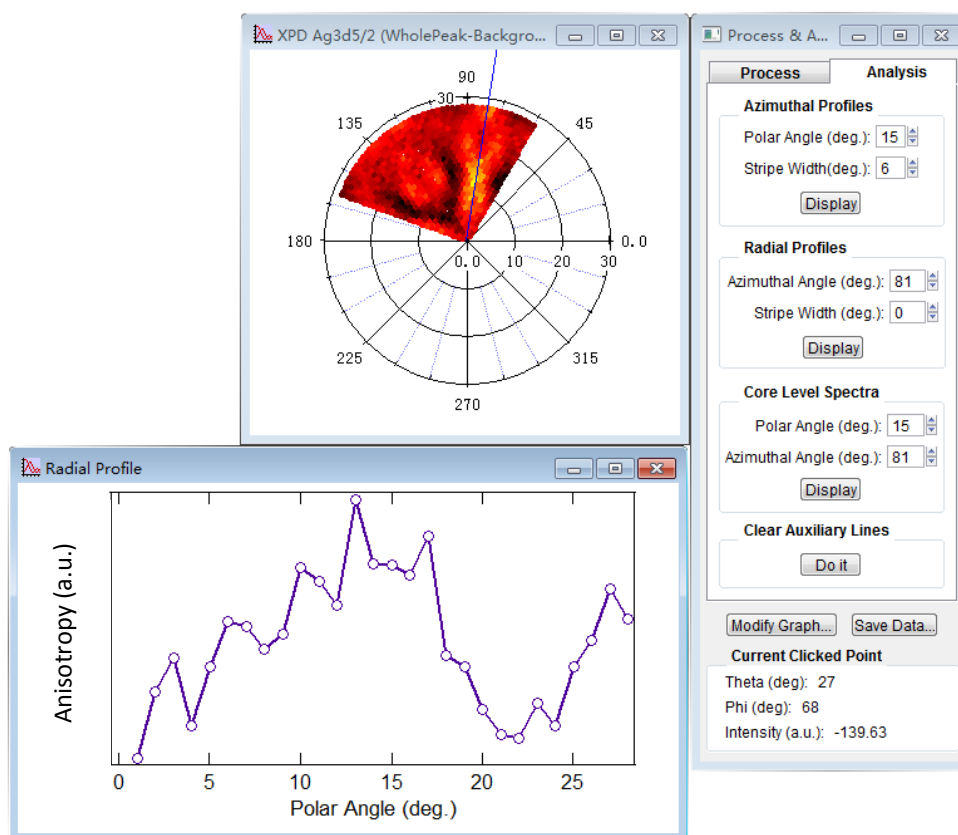 XPD Ag3d5/2 (WholePeak-Backgro...
90
30
135
45
180
0.0
0.0 10 20 30
225
315
270
Process & A...
Process Analysis
Azimuthal Profiles
Polar Angle (deg.): 15
Stripe Width(deg.): 6
Display
Radial Profiles
Azimuthal Angle (deg.): 81
Stripe Width (deg.): 0
Display
Core Level Spectra
Polar Angle (deg.): 15
Azimuthal Angle (deg.): 81
Display
Clear Auxiliary Lines
Do it
Modify Graph... Save Data...
Current Clicked Point
Theta (deg): 27
Phi (deg): 68
Intensity (a.u.): -139.63
Radial Profile
Anisotropy (a.u.)
0 5 10 15 20 25
Polar Angle (deg.)